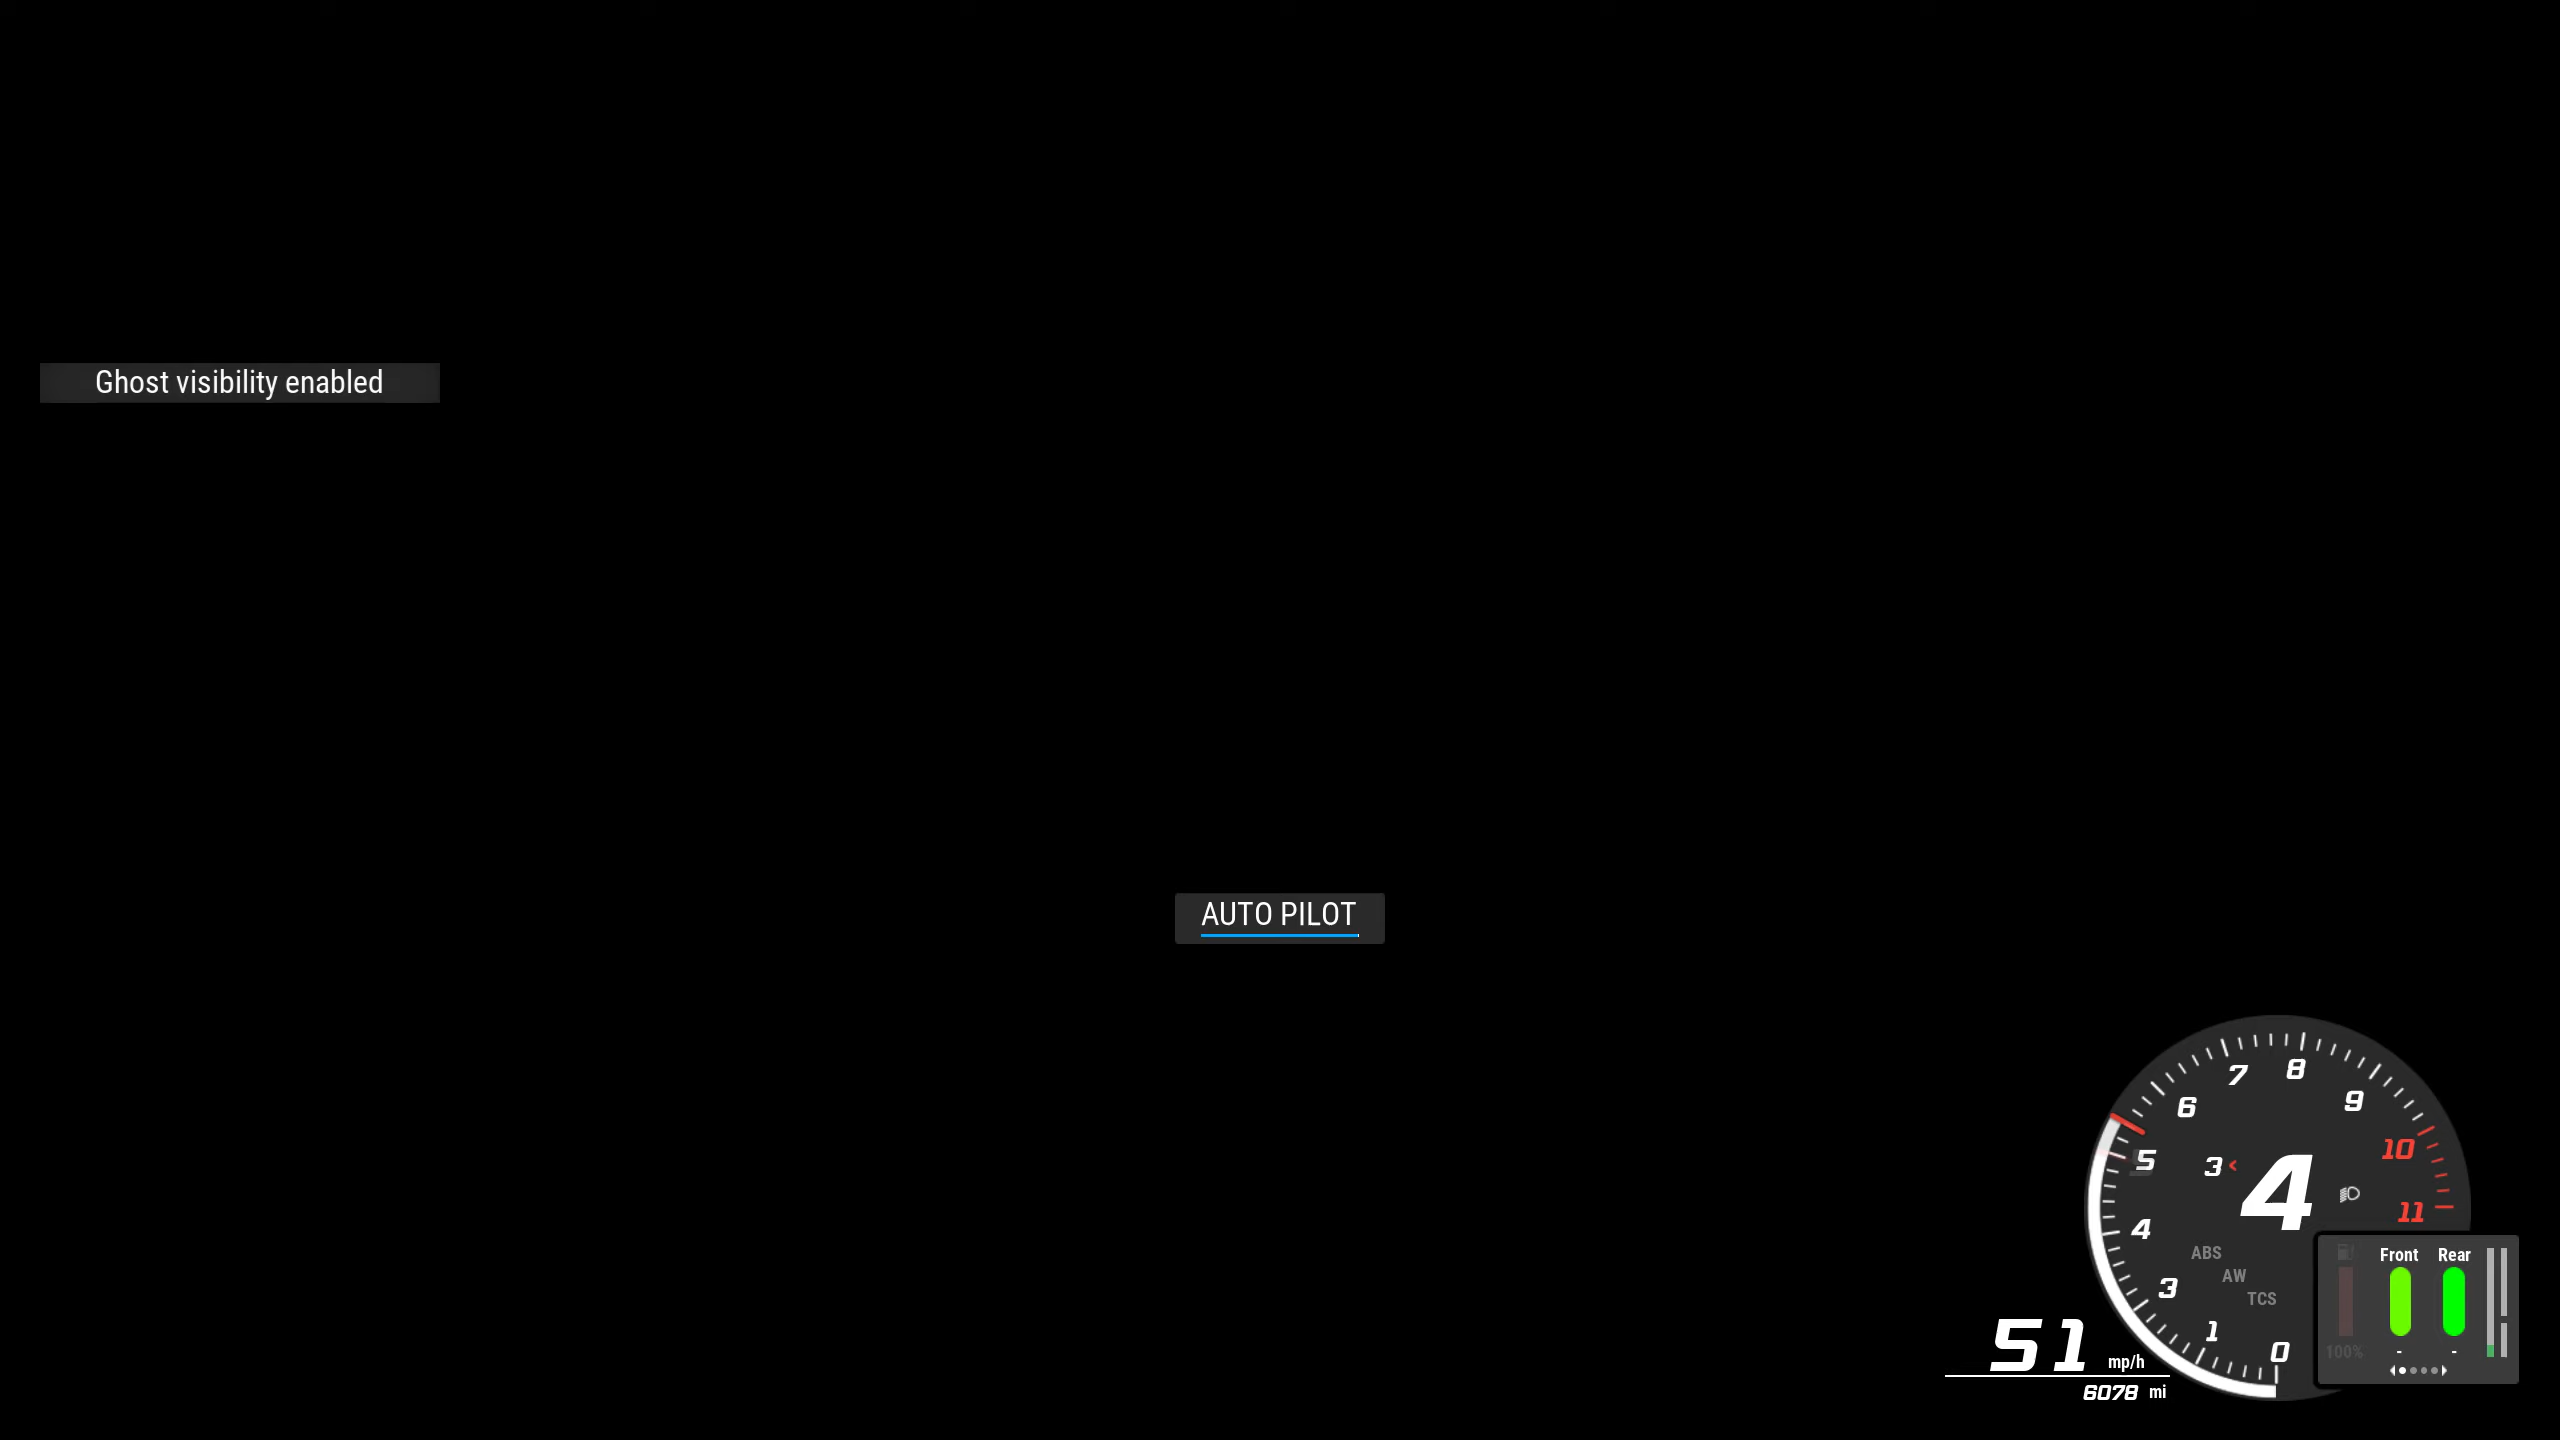 Ghost visibility enabled
AUTO PILOT
7 8
6 9
5 3 4 10
11
4
ABS
AW
3 TCS
1
0
Front Rear
100% - -
51 mp/h
6078 mi